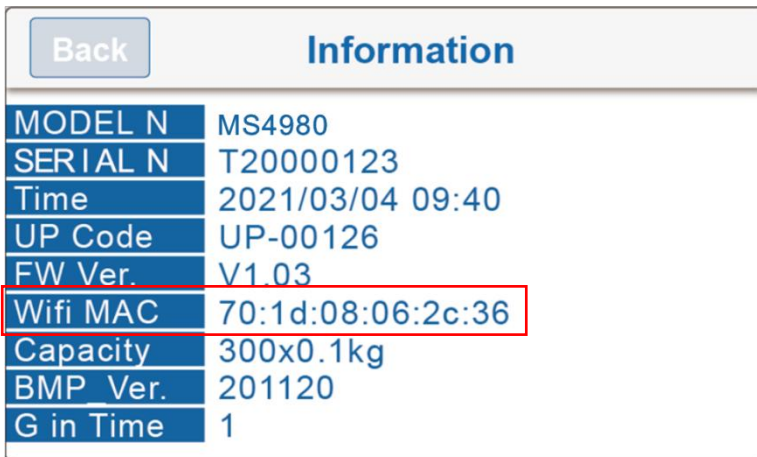 Back
Information
MODEL N MS4980
SERIAL N T20000123
Time 2021/03/04 09:40
UP Code UP-00126
FW Ver. V1.03
Wifi MAC 70:1d:08:06:2c:36
Capacity 300x0.1kg
BMP_Ver. 201120
G in Time 1